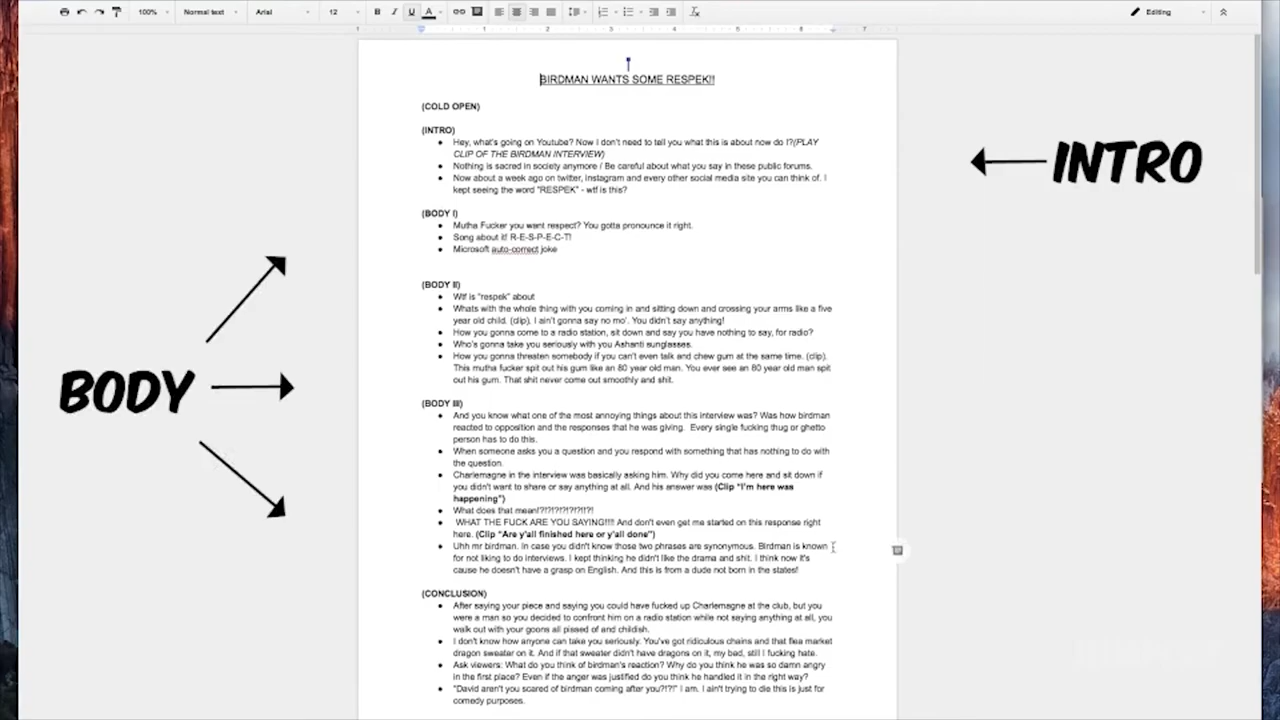 100% Normal text Arial 12 B I U A Editing
1 1 2 3 4 5 6 7
BIRDMAN WANTS SOME RESPEK!!
(COLD OPEN)
(INTRO)
● Hey, what's going on Youtube? Now I don't need to tell you what this is about now do I?(PLAY
CLIP OF THE BIRDMAN INTERVIEW)
● Nothing is sacred in society anymore / Be careful about what you say in these public forums.
● Now about a week ago on twitter, Instagram and every other social media site you can think of. I
kept seeing the word "RESPEK" - wtf is this?
INTRO
(BODY I)
● Mutha Fucker you want respect? You gotta pronounce it right.
● Song about it! R-E-S-P-E-C-T!
● Microsoft auto-correct joke
(BODY II)
● Wtf is "respek" about
● Whats with the whole thing with you coming in and sitting down and crossing your arms like a five
year old child. (clip). I ain't gonna say no mo'. You didn't say anything!
● How you gonna come to a radio station, sit down and say you have nothing to say, for radio?
● Who's gonna take you seriously with you Ashanti sunglasses.
● How you gonna threaten somebody if you can't even talk and chew gum at the same time. (clip).
This mutha fucker spit out his gum like an 80 year old man. You ever see an 80 year old man spit
out his gum. That shit never come out smoothly and shit.
BODY
(BODY III)
● And you know what one of the most annoying things about this interview was? Was how birdman
reacted to opposition and the responses that he was giving. Every single fucking thug or ghetto
person has to do this.
● When someone asks you a question and you respond with something that has nothing to do with
the question.
● Charlemagne in the interview was basically asking him. Why did you come here and sit down if
you didn't want to share or say anything at all. And his answer was (Clip "I'm here was
happening")
● What does that mean!?!?!?!?!?!!?!
● WHAT THE FUCK ARE YOU SAYING!!!! And don't even get me started on this response right
here. (Clip "Are y'all finished here or y'all done")
● Uhh mr birdman. In case you didn't know those two phrases are synonymous. Birdman is known
for not liking to do interviews. I kept thinking he didn't like the drama and shit. I think now it's
cause he doesn't have a grasp on English. And this is from a dude not born in the states!
(CONCLUSION)
● After saying your piece and saying you could have fucked up Charlemagne at the club, but you
were a man so you decided to confront him on a radio station while not saying anything at all, you
walk out with your goons all pissed of and childish.
● I don't know how anyone can take you seriously. You've got ridiculous chains and that flea market
dragon sweater on it. And if that sweater didn't have dragons on it, my bad, still I fucking hate.
● Ask viewers: What do you think of birdman's reaction? Why do you think he was so damn angry
in the first place? Even if the anger was justified do you think he handled it in the right way?
● "David aren't you scared of birdman coming after you?!?!" I am. I ain't trying to die this is just for
comedy purposes.